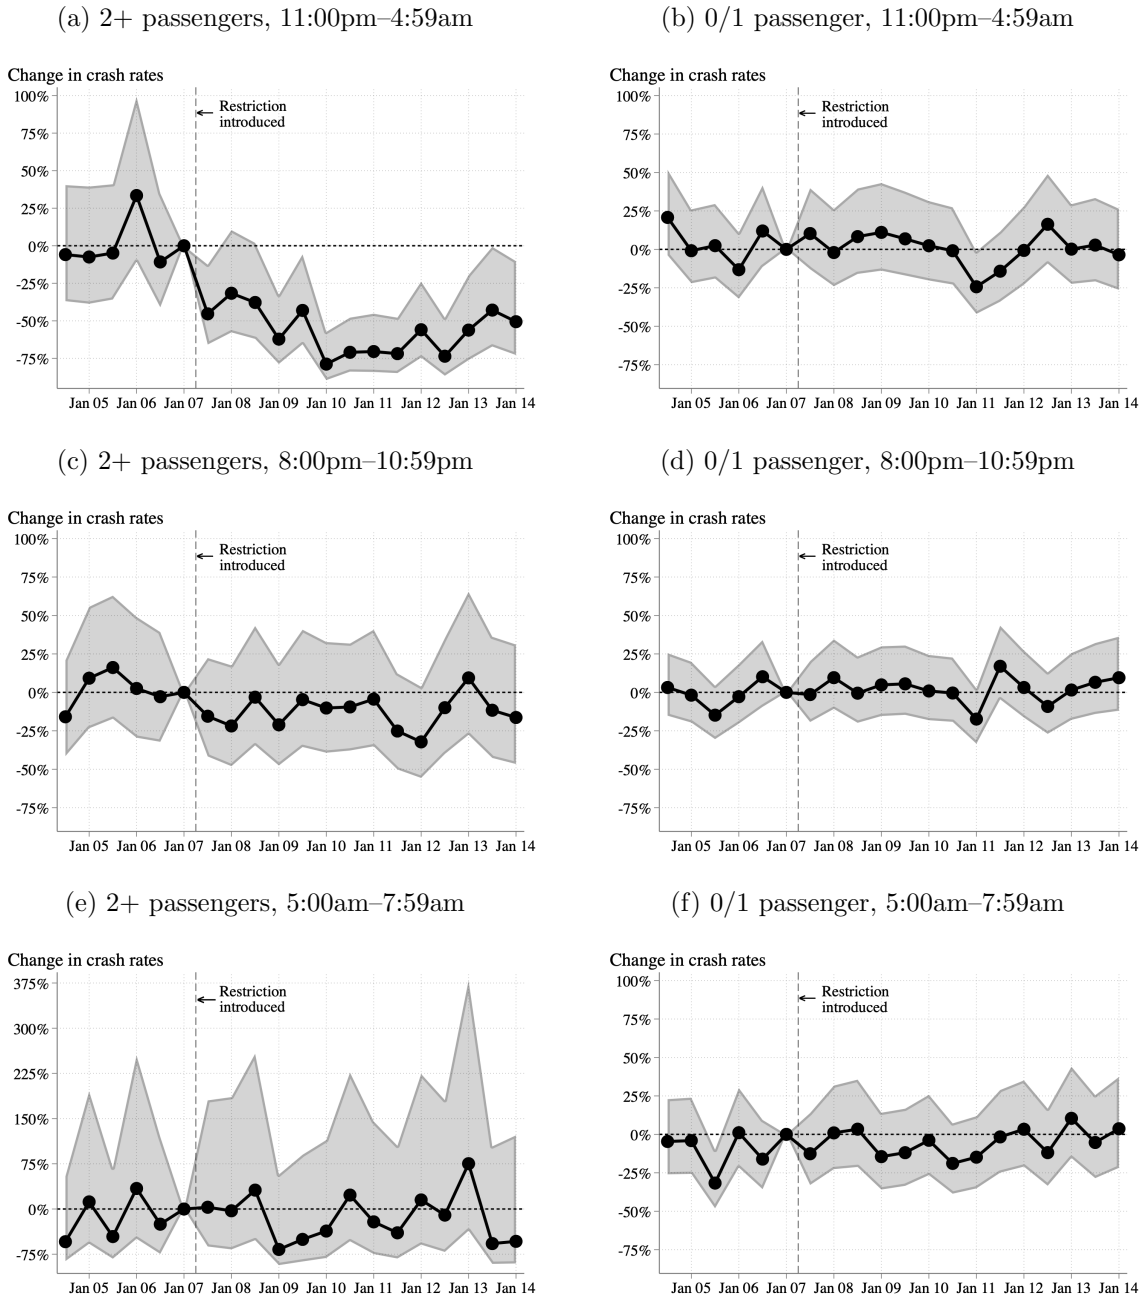 (a) 2+ passengers, 11:00pm–4:59am
Change in crash rates
100%
75%
50%
25%
0%
-25%
-50%
-75%
Restriction
introduced
Jan 05 Jan 06 Jan 07 Jan 08 Jan 09 Jan 10 Jan 11 Jan 12 Jan 13 Jan 14
(b) 0/1 passenger, 11:00pm–4:59am
Change in crash rates
100%
75%
50%
25%
0%
-25%
-50%
-75%
Restriction
introduced
Jan 05 Jan 06 Jan 07 Jan 08 Jan 09 Jan 10 Jan 11 Jan 12 Jan 13 Jan 14
(c) 2+ passengers, 8:00pm–10:59pm
Change in crash rates
100%
75%
50%
25%
0%
-25%
-50%
-75%
Restriction
introduced
Jan 05 Jan 06 Jan 07 Jan 08 Jan 09 Jan 10 Jan 11 Jan 12 Jan 13 Jan 14
(d) 0/1 passenger, 8:00pm–10:59pm
Change in crash rates
100%
75%
50%
25%
0%
-25%
-50%
-75%
Restriction
introduced
Jan 05 Jan 06 Jan 07 Jan 08 Jan 09 Jan 10 Jan 11 Jan 12 Jan 13 Jan 14
(e) 2+ passengers, 5:00am–7:59am
Change in crash rates
375%
300%
225%
150%
75%
0%
-75%
Restriction
introduced
Jan 05 Jan 06 Jan 07 Jan 08 Jan 09 Jan 10 Jan 11 Jan 12 Jan 13 Jan 14
(f) 0/1 passenger, 5:00am–7:59am
Change in crash rates
100%
75%
50%
25%
0%
-25%
-50%
-75%
Restriction
introduced
Jan 05 Jan 06 Jan 07 Jan 08 Jan 09 Jan 10 Jan 11 Jan 12 Jan 13 Jan 14